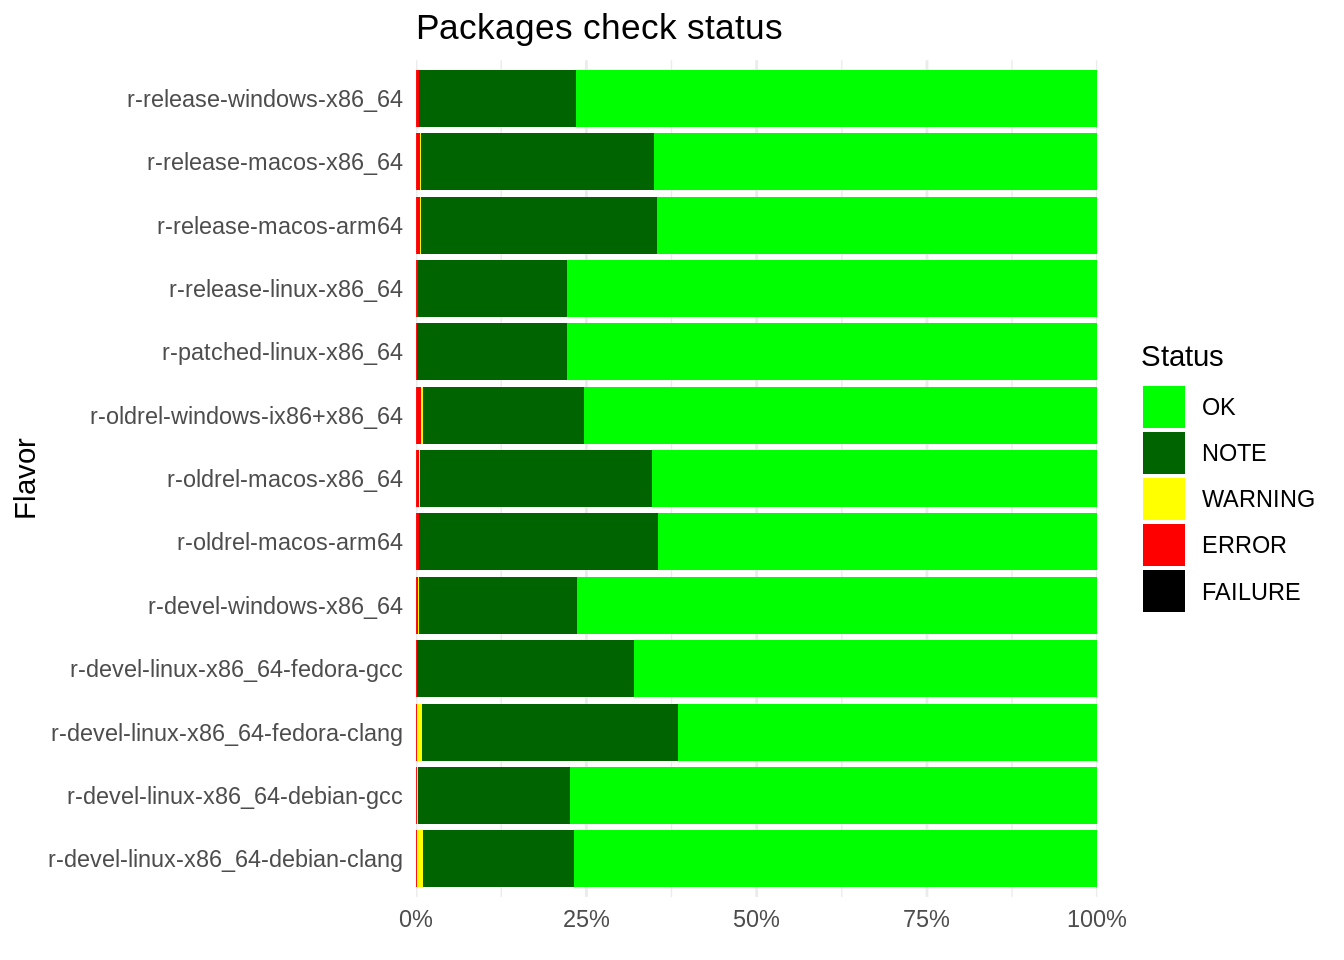 Packages check status
r-release-windows-x86_64
r-release-macos-x86_64
r-release-macos-arm64
r-release-linux-x86_64
r-patched-linux-x86_64
r-oldrel-windows-ix86+x86_64
r-oldrel-macos-x86_64
r-oldrel-macos-arm64
r-devel-windows-x86_64
r-devel-linux-x86_64-fedora-gcc
r-devel-linux-x86_64-fedora-clang
r-devel-linux-x86_64-debian-gcc
r-devel-linux-x86_64-debian-clang
Flavor
0% 25% 50% 75% 100%
Status
OK
NOTE
WARNING
ERROR
FAILURE